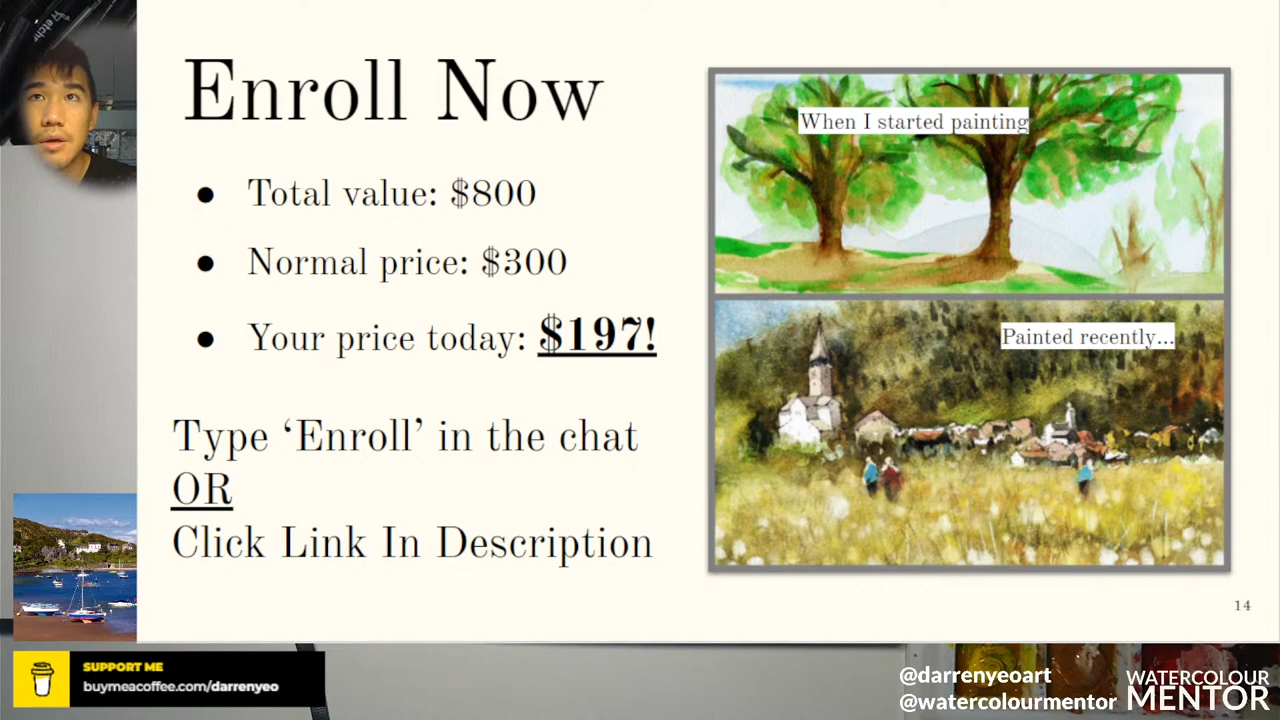 etchr
Enroll Now
● Total value: $800
● Normal price: $300
● Your price today: $197!
Type ‘Enroll’ in the chat
OR
Click Link In Description
When I started painting
Painted recently...
14
SUPPORT ME
buymeacoffee.com/darrenyeo
@darrenyeoart
@watercolourmentor
WATERCOLOUR
MENTOR